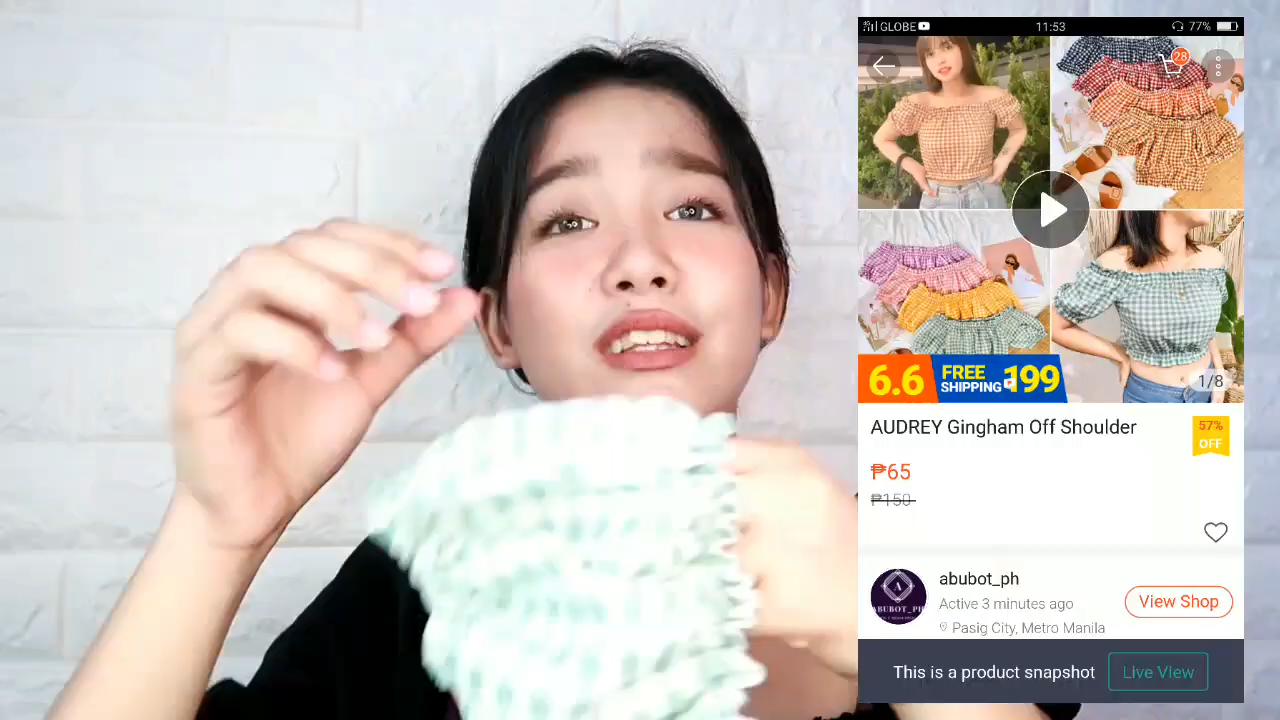 GLOBE
11:53
77%
28
6.6
FREE
SHIPPING
199
1/8
AUDREY Gingham Off Shoulder
57%
OFF
₱65
₱150
abubot_ph
Active 3 minutes ago
View Shop
Pasig City, Metro Manila
A
ABUBOT_PH
This is a product snapshot
Live View